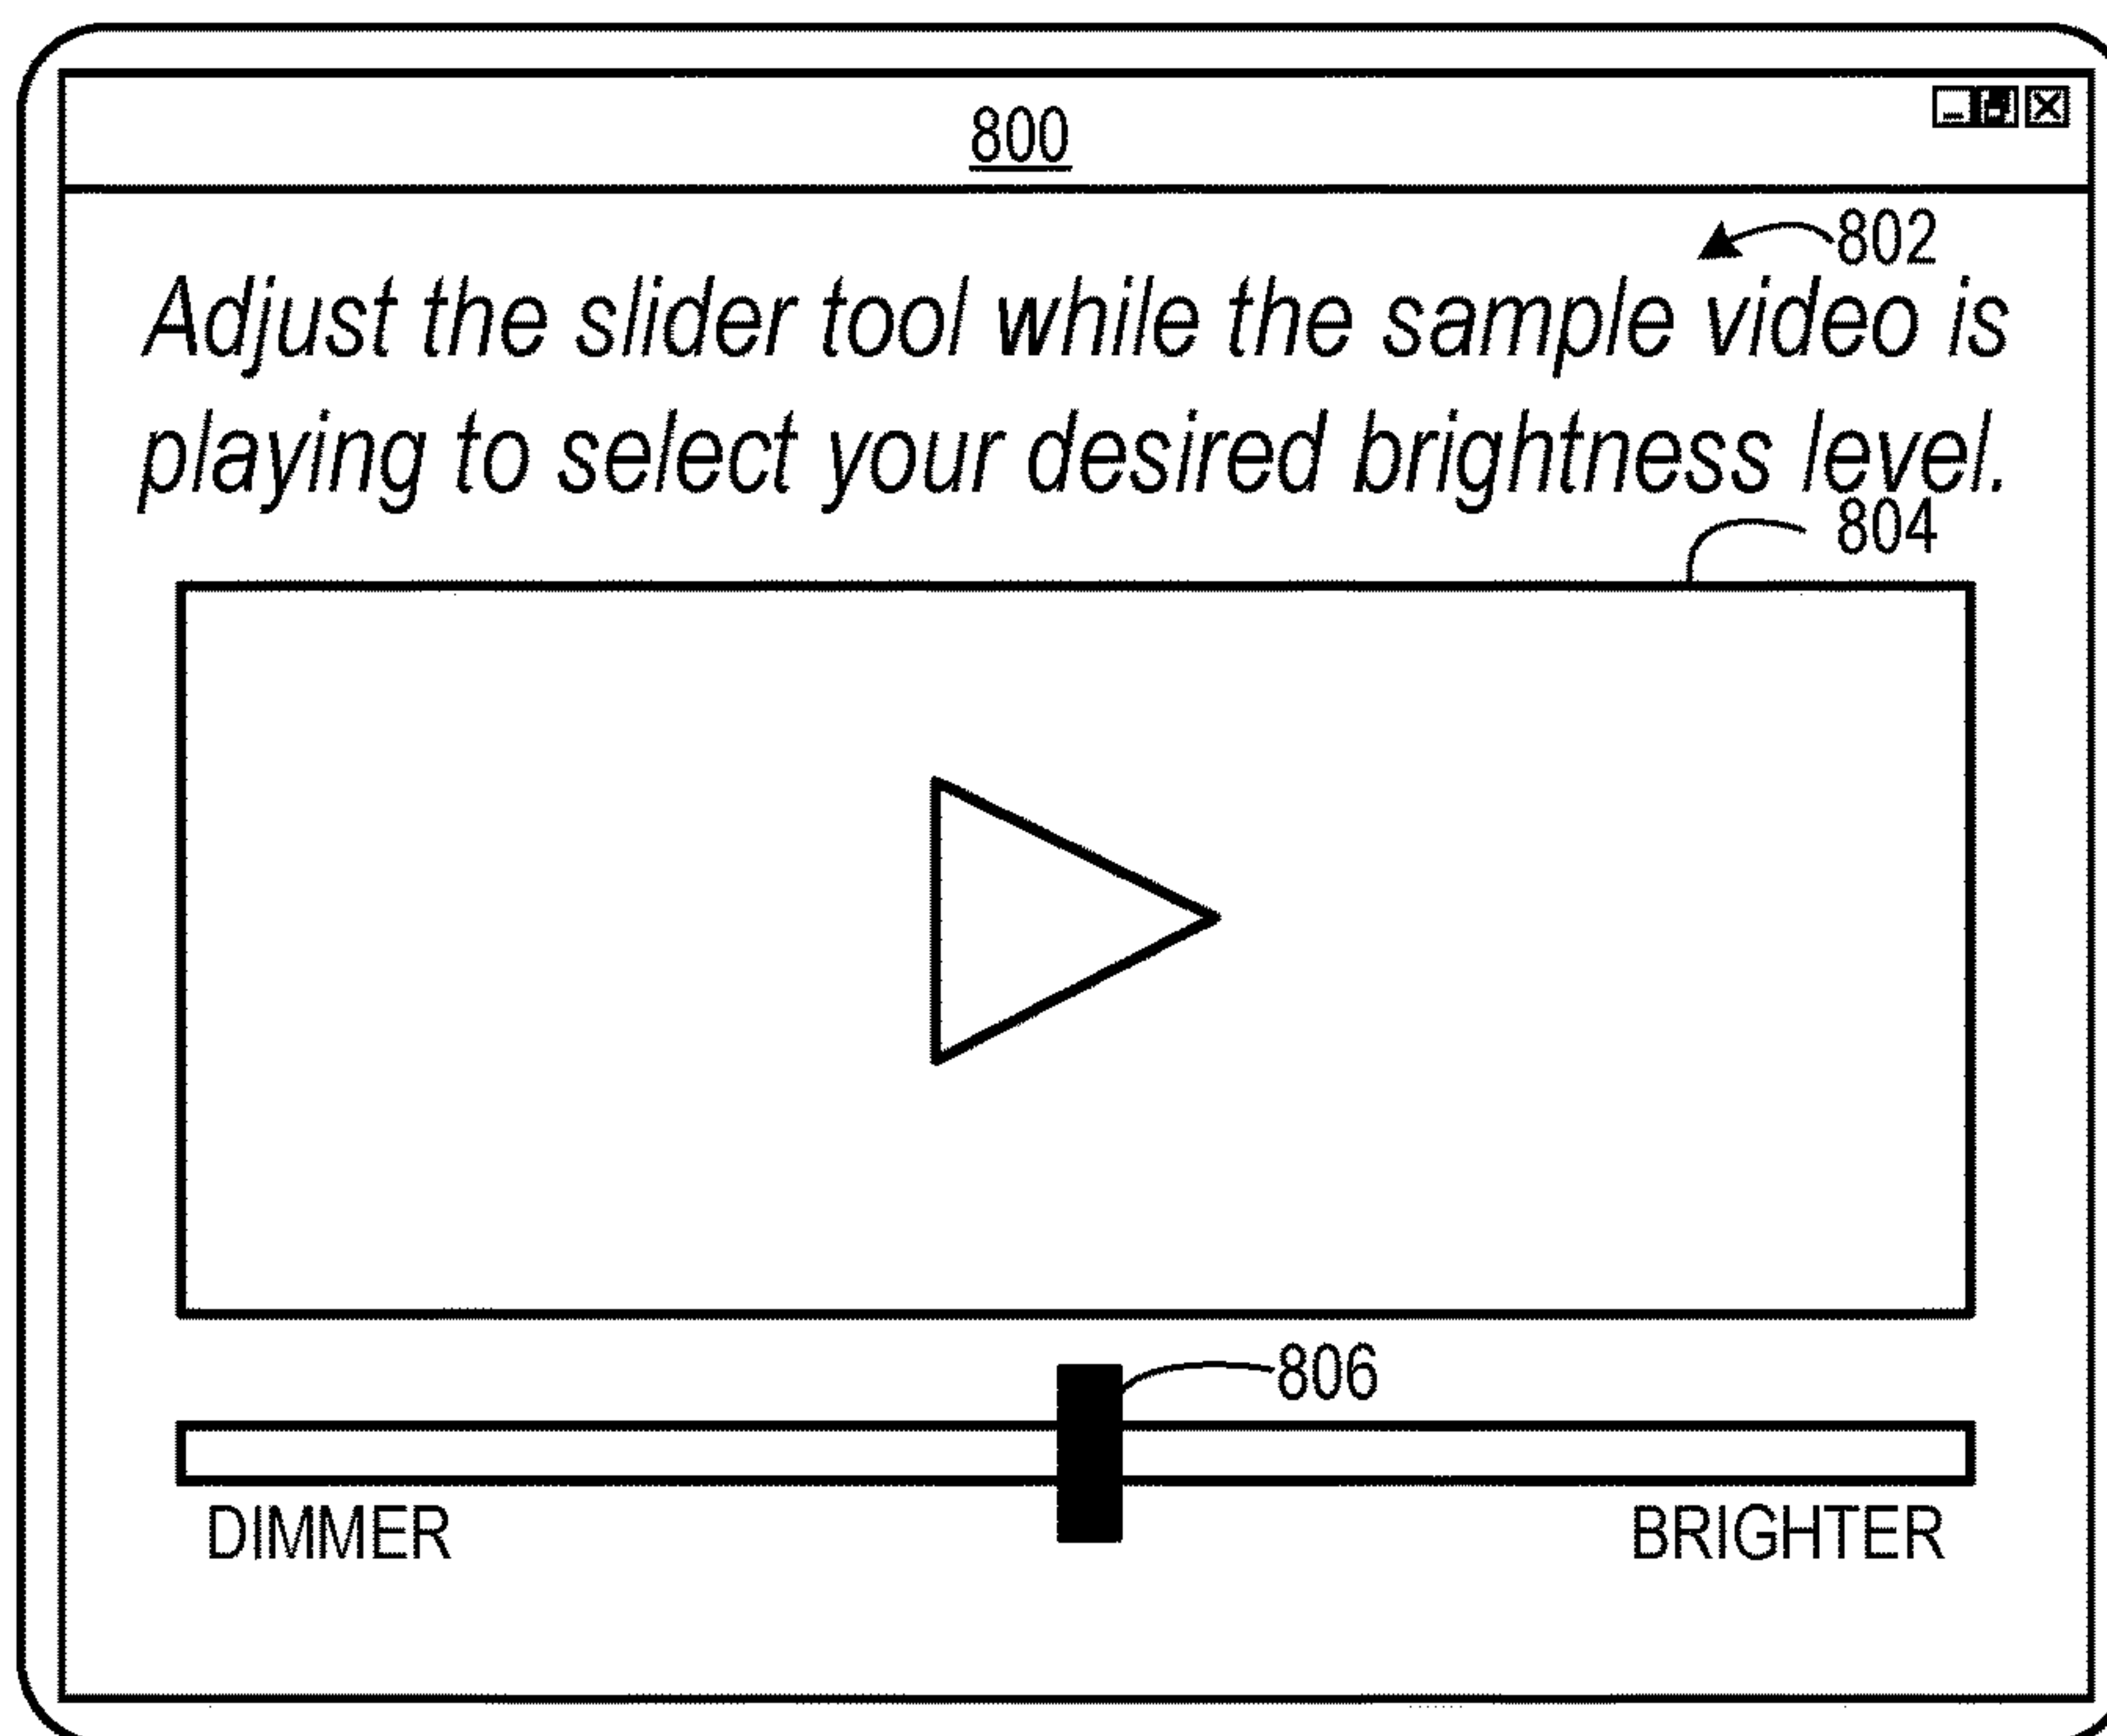 800
802
Adjust the slider tool while the sample video is
playing to select your desired brightness level.
804
806
DIMMER
BRIGHTER